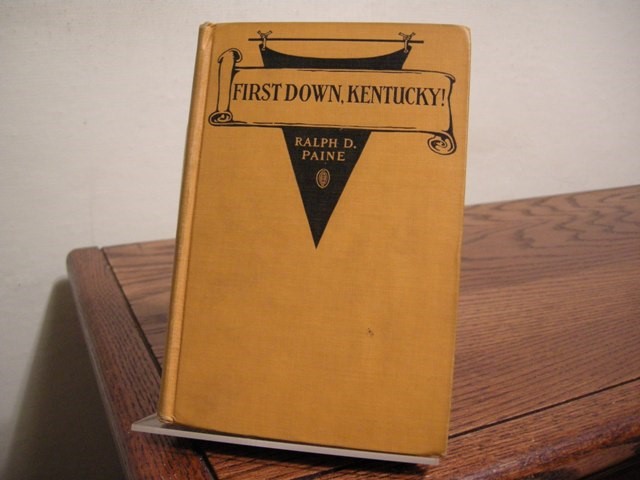 FIRST DOWN, KENTUCKY!
RALPH D.
PAINE